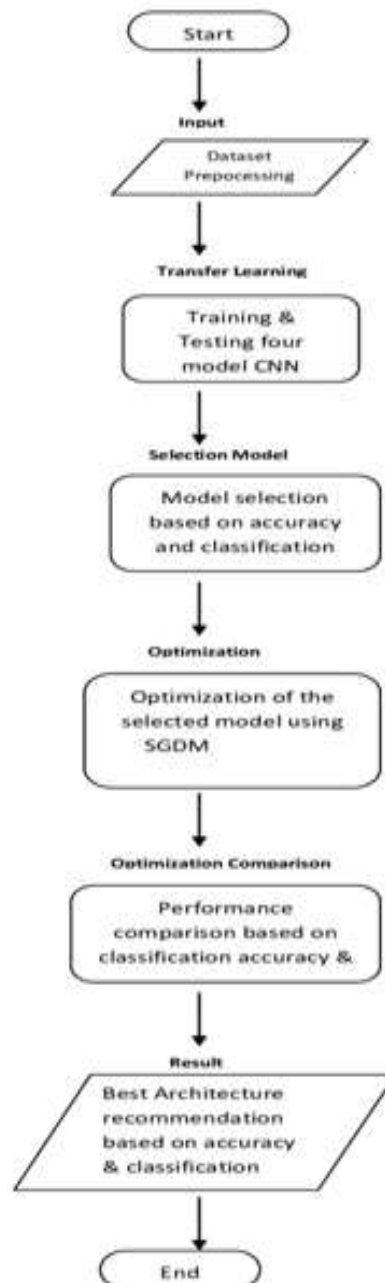 Start
Input
Dataset
Prepocessing
Transfer Learning
Training &
Testing four
model CNN
Selection Model
Model selection
based on accuracy
and classification
Optimization
Optimization of the
selected model using
SGDM
Optimization Comparison
Performance
comparison based on
classification accuracy &
Result
Best Architecture
recommendation
based on accuracy
& classification
End